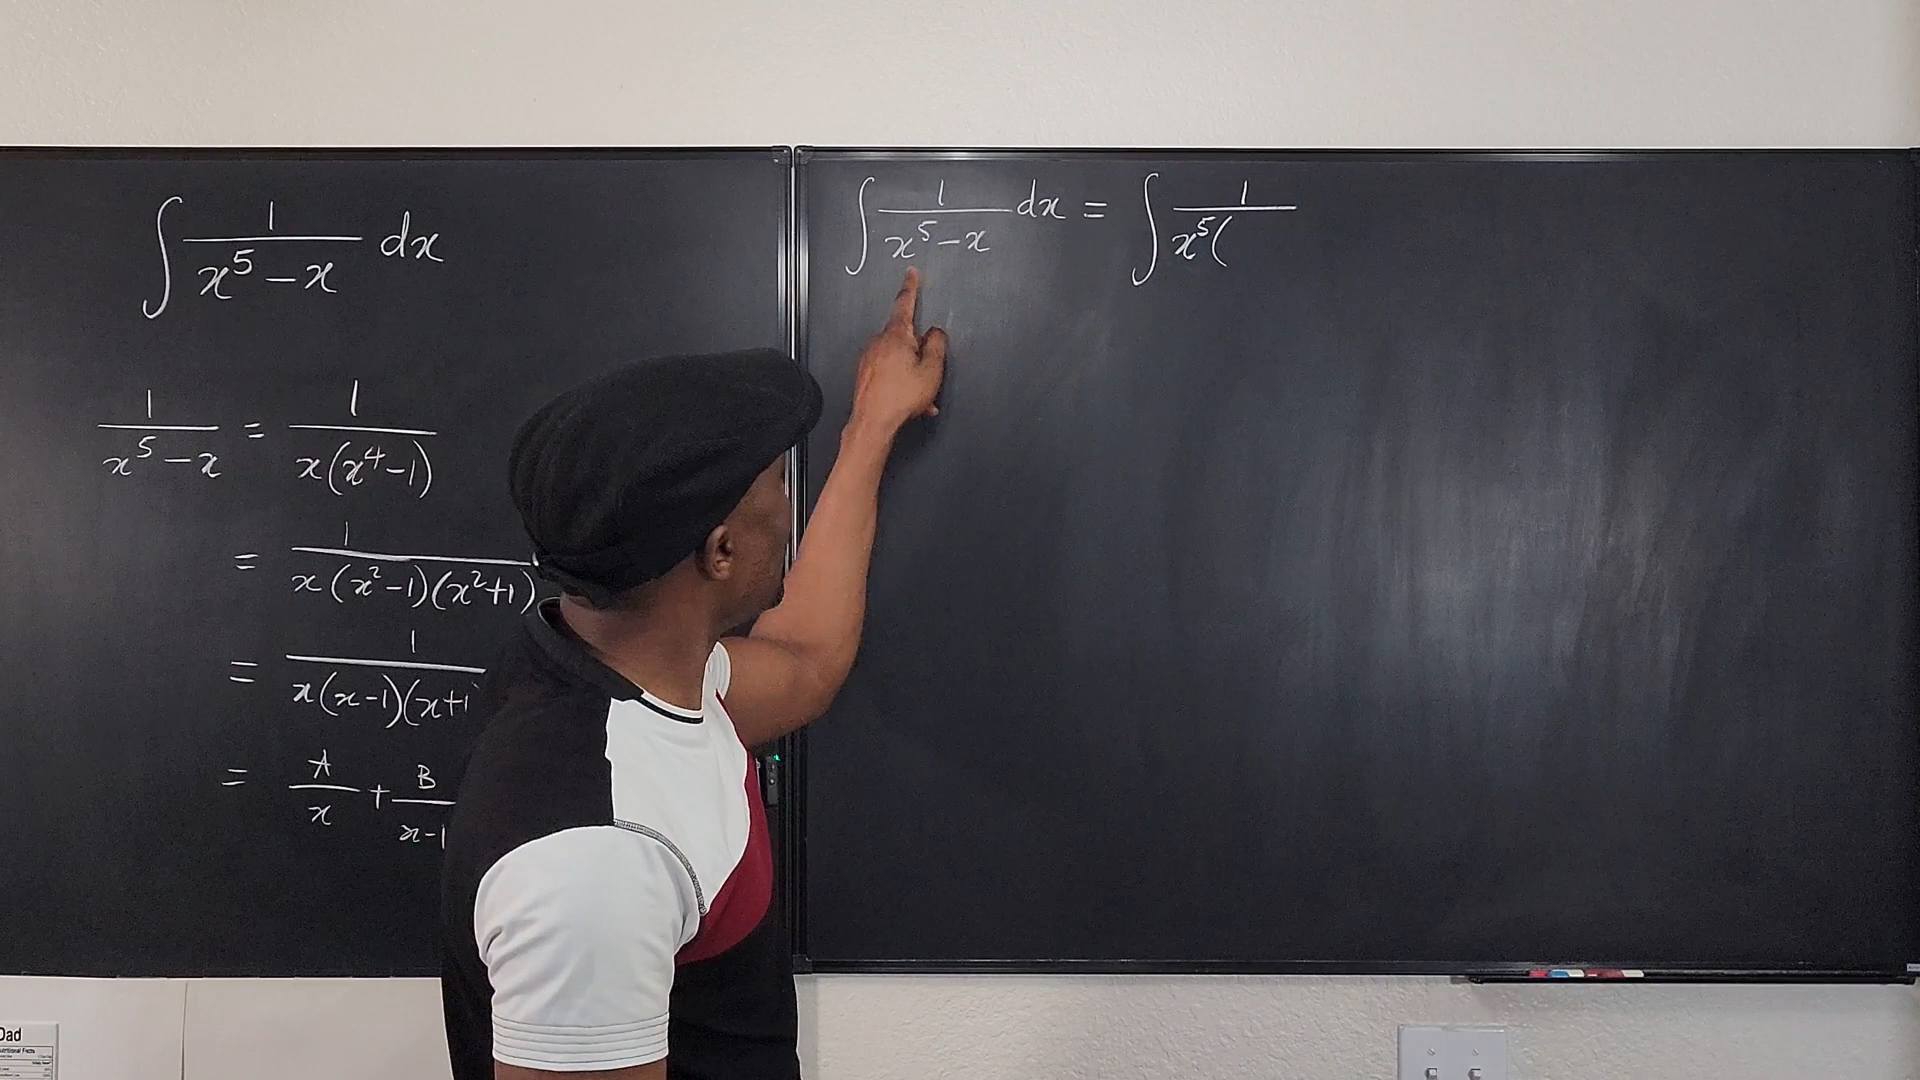 ∫ 1/(x⁵ − x) dx
1/(x⁵ − x) = 1/(x(x⁴ − 1))
= 1/(x(x² − 1)(x² + 1))
= 1/(x(x − 1)(x + 1
= A/x + B/(x − 1
∫ 1/(x⁵ − x) dx = ∫ 1/(x⁵(
Dad